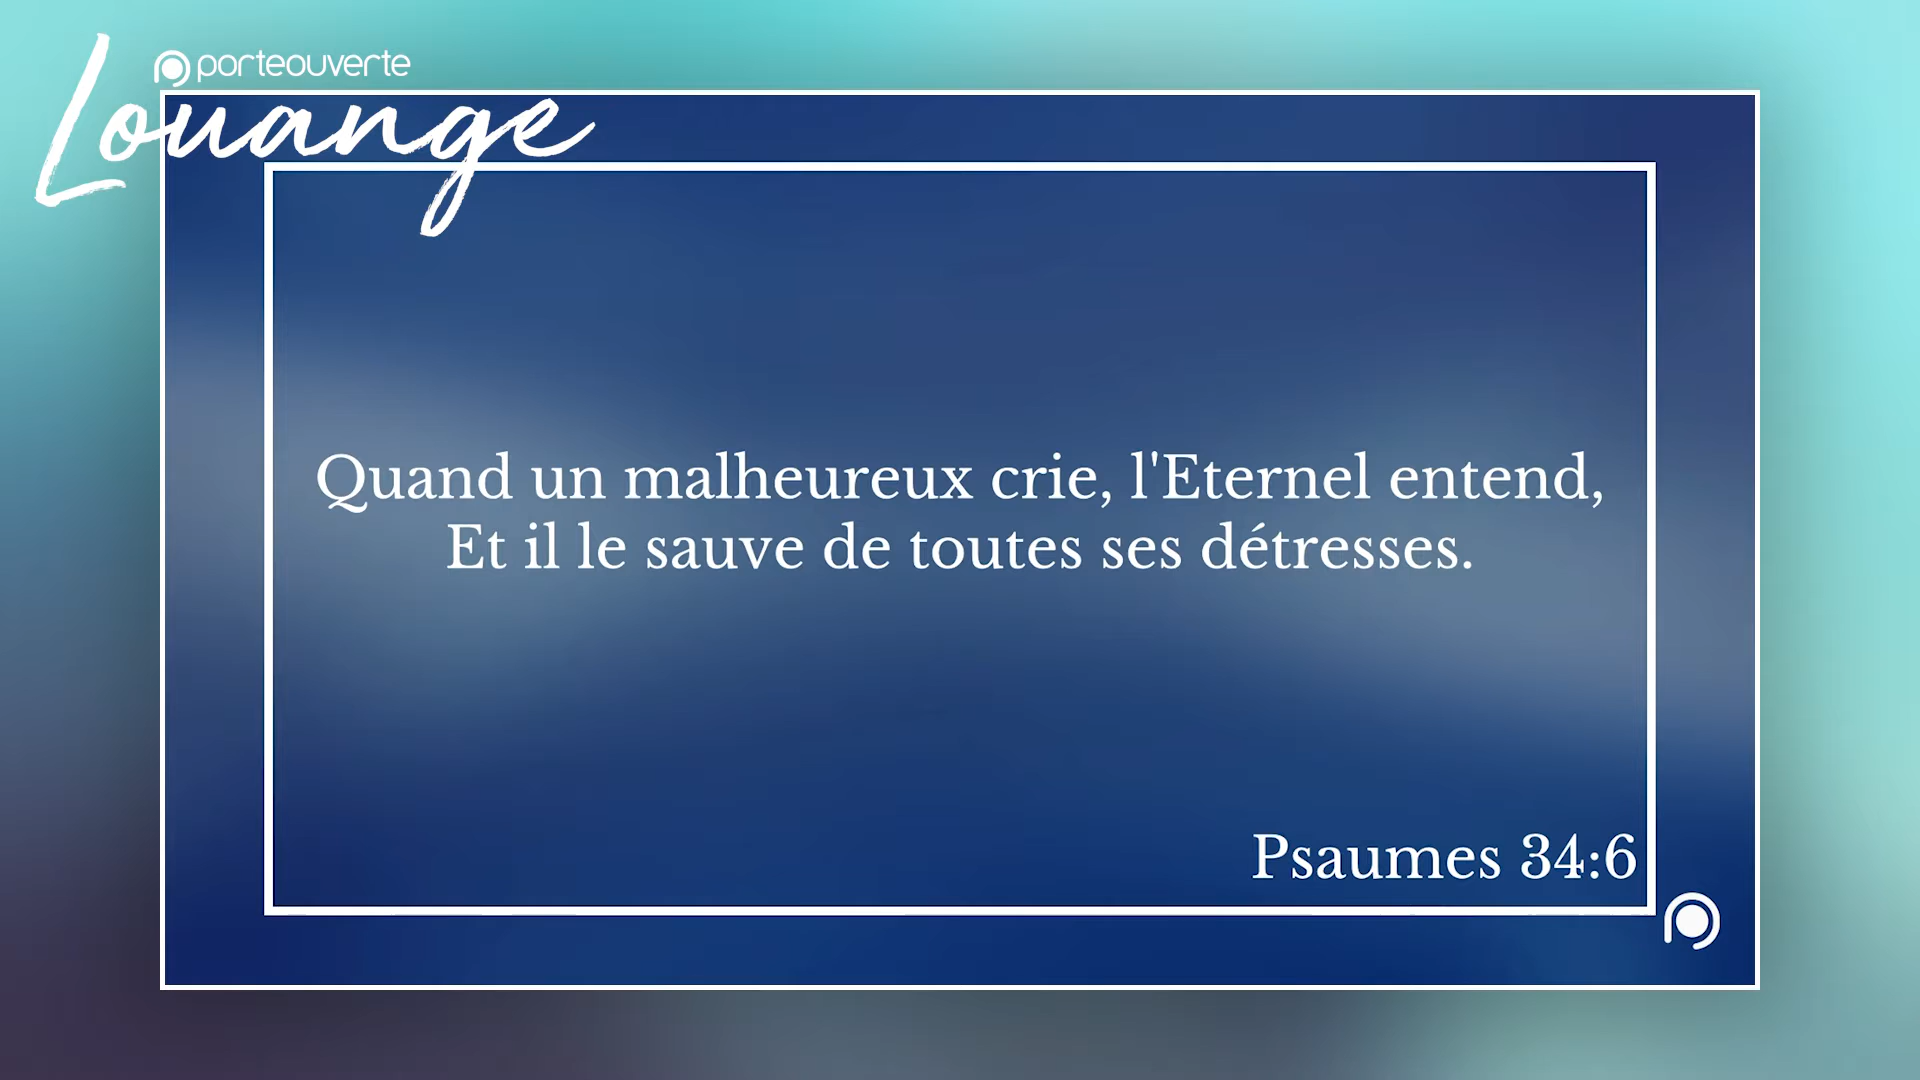 porteouverte
Louange
Quand un malheureux crie, l'Eternel entend,
Et il le sauve de toutes ses détresses.
Psaumes 34:6